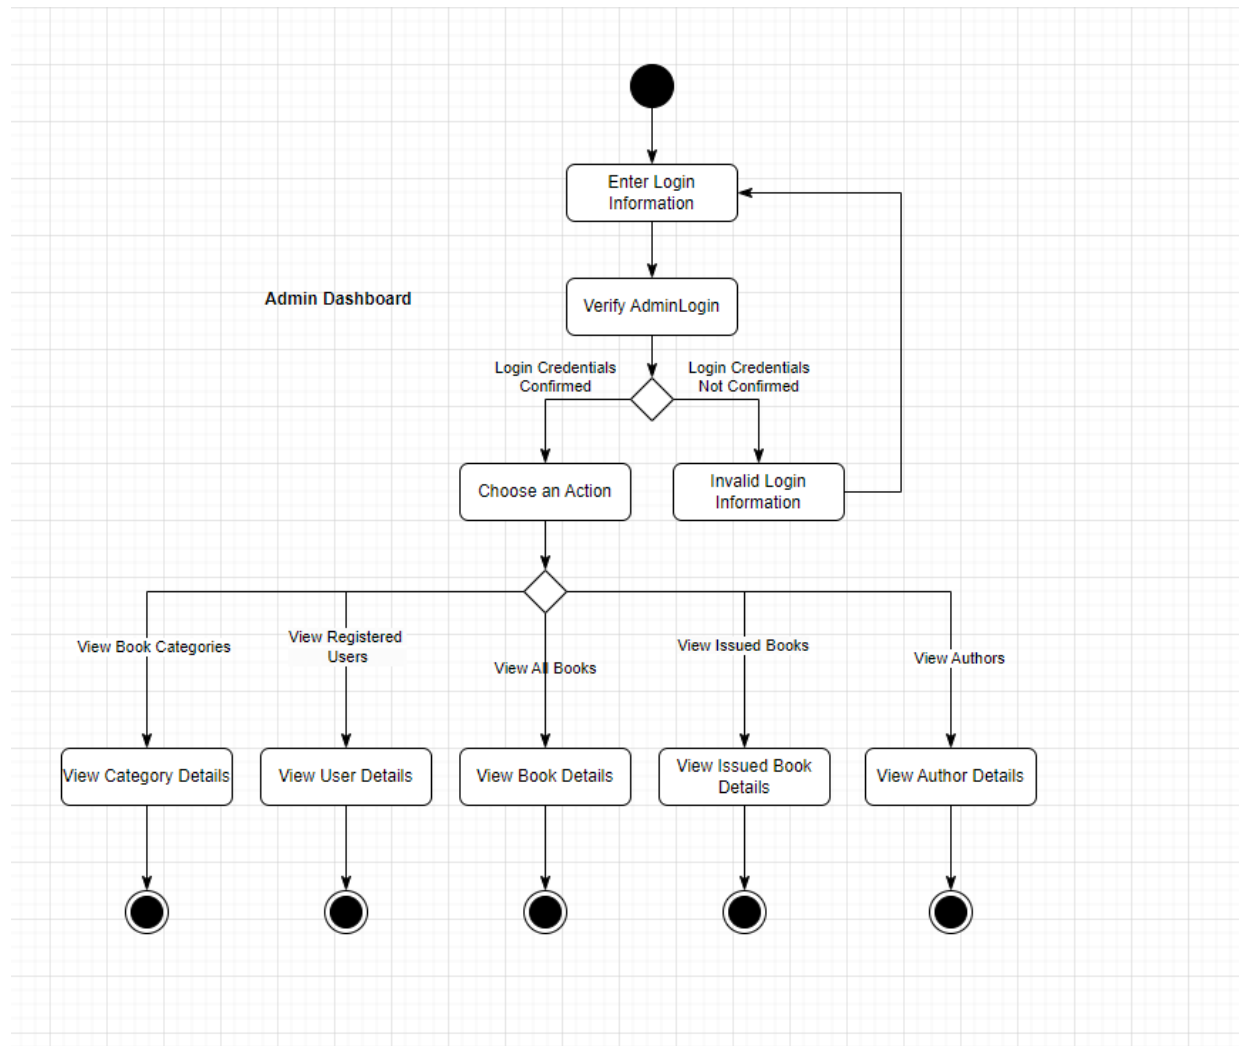 Enter Login
Information
Admin Dashboard
Verify AdminLogin
Login Credentials
Confirmed
Login Credentials
Not Confirmed
Choose an Action
Invalid Login
Information
View Book Categories
View Registered
Users
View All Books
View Issued Books
View Authors
View Category Details
View User Details
View Book Details
View Issued Book
Details
View Author Details